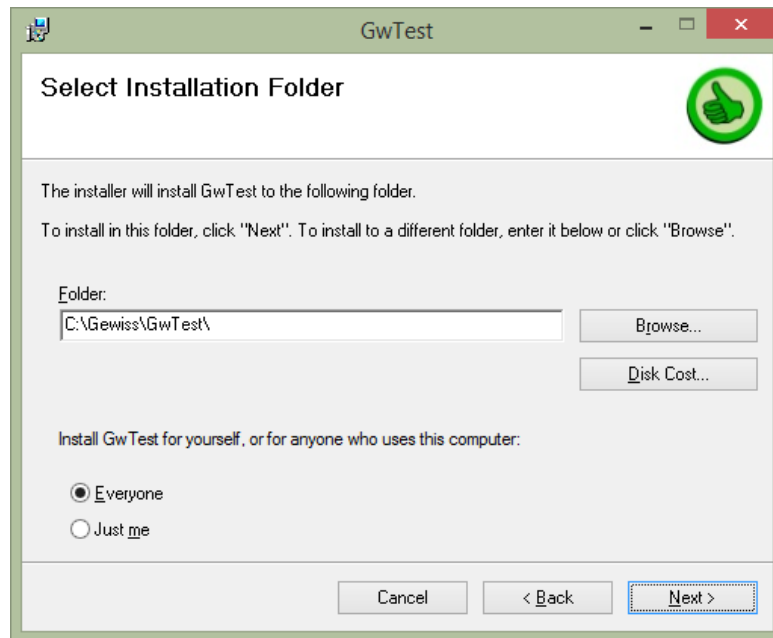 GwTest
Select Installation Folder
The installer will install GwTest to the following folder.
To install in this folder, click "Next". To install to a different folder, enter it below or click "Browse".
Folder:
C:\Gewiss\GwTest\
Browse...
Disk Cost...
Install GwTest for yourself, or for anyone who uses this computer:
Everyone
Just me
Cancel
< Back
Next >